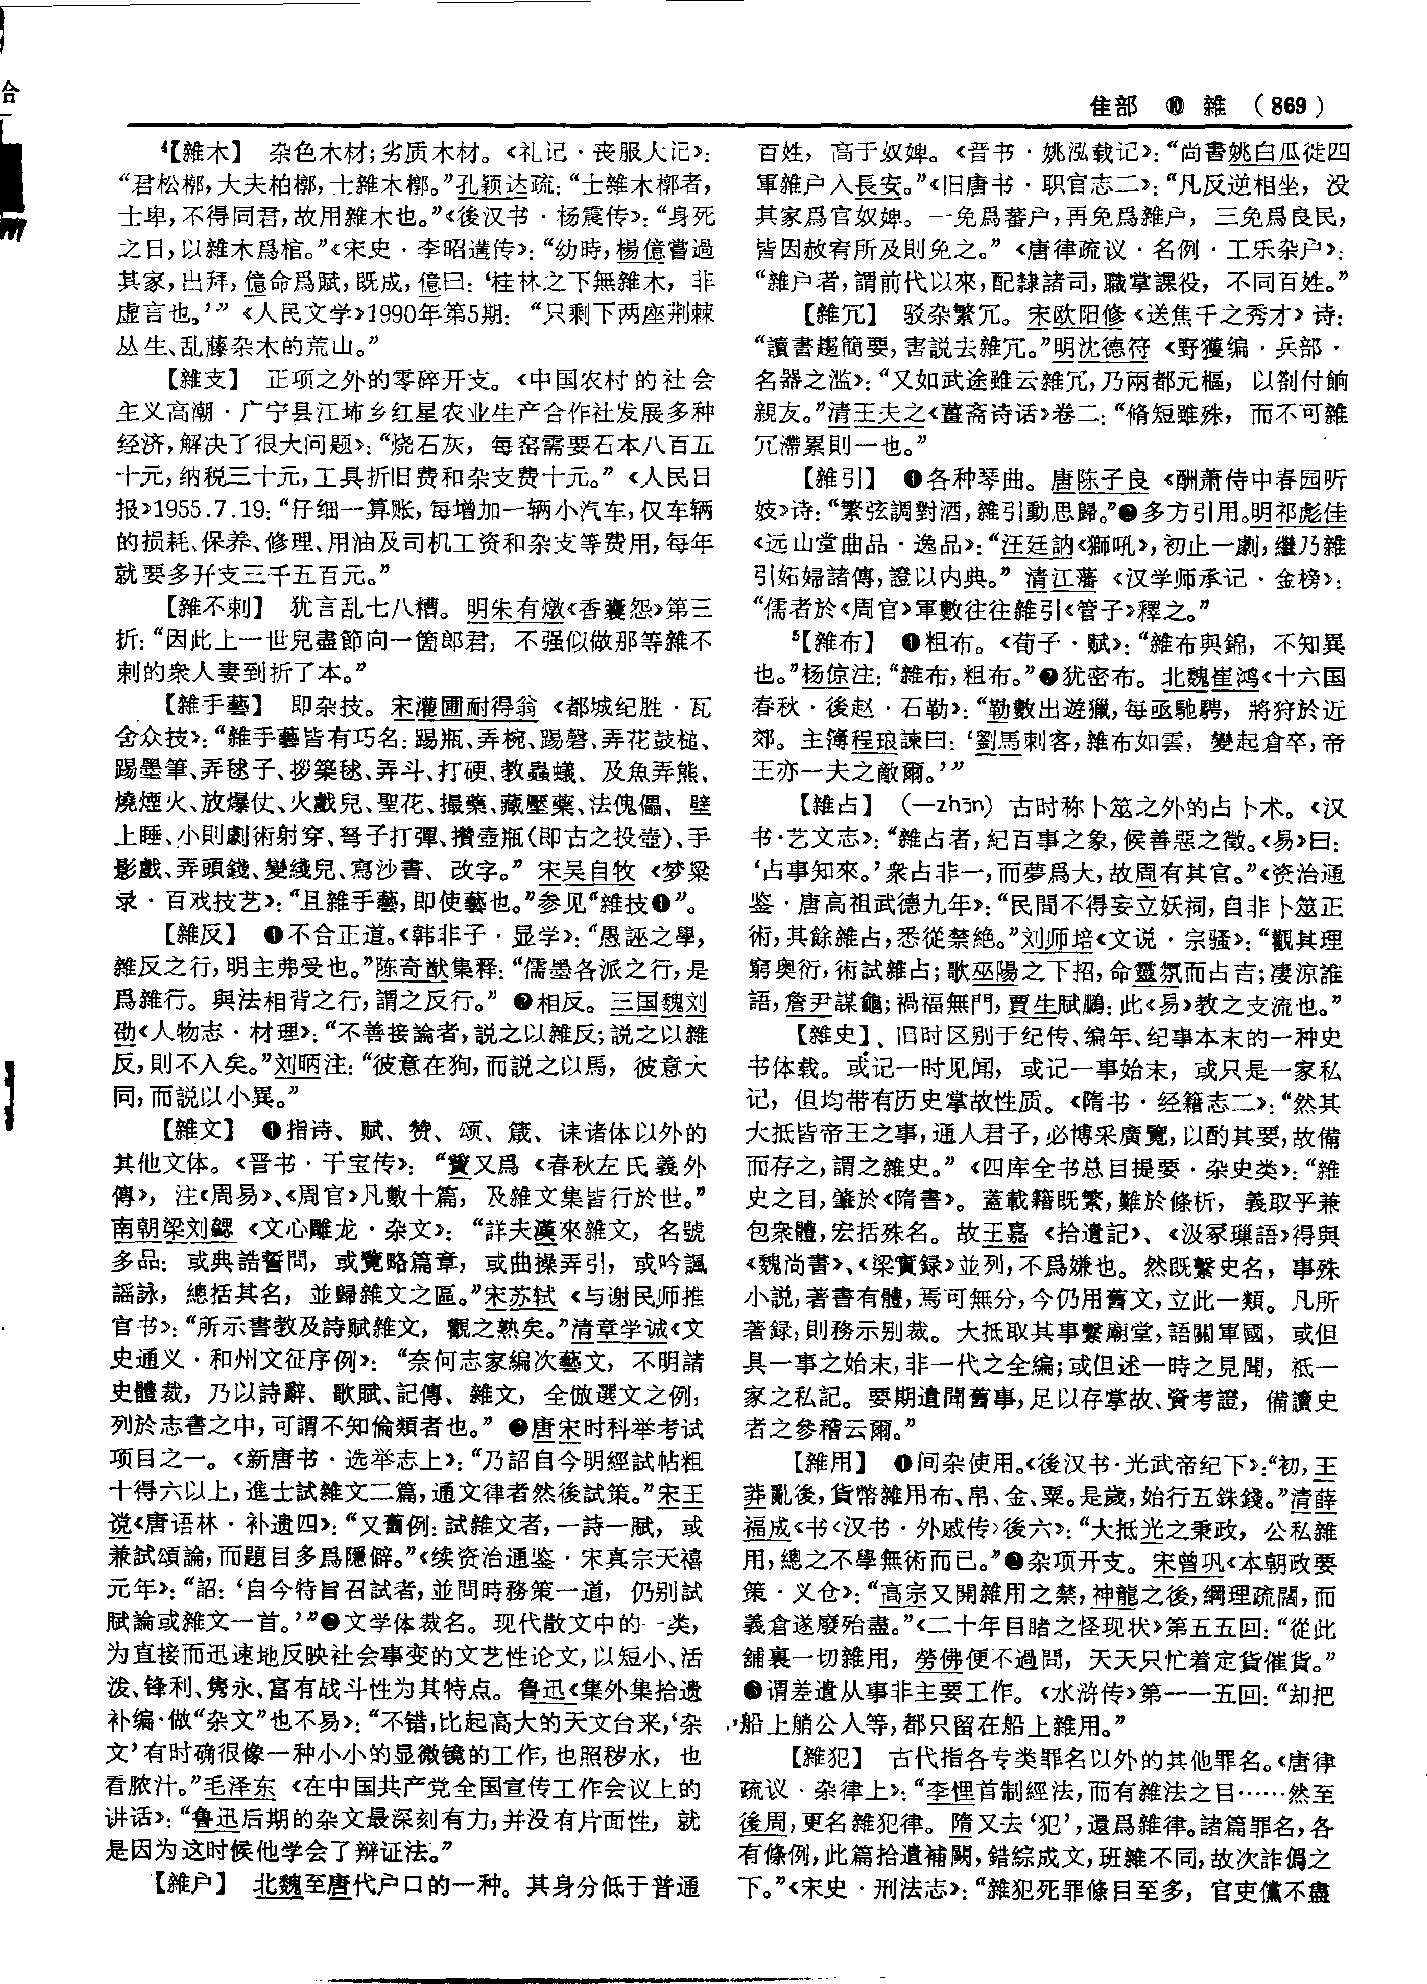 隹部 ⑩ 雜 (869)
⁴【雜木】 杂色木材;劣质木材。《礼记·丧服大记》:
“君松槨,大夫柏槨,士雜木槨。”孔颖达疏:“士雜木槨者,
士卑,不得同君,故用雜木也。”《後汉书·杨震传》:“身死
之日,以雜木爲棺。”《宋史·李昭遘传》:“幼時,楊億嘗過
其家,出拜,億命爲賦,既成,億曰:‘桂林之下無雜木,非
虚言也。’”《人民文学》1990年第5期:“只剩下两座荆棘
丛生、乱藤杂木的荒山。”
【雜支】 正项之外的零碎开支。《中国农村的社会
主义高潮·广宁县江㘵乡红星农业生产合作社发展多种
经济,解决了很大问题》:“烧石灰,每窑需要石本八百五
十元,纳税三十元,工具折旧费和杂支费十元。”《人民日
报》1955.7.19:“仔细一算账,每增加一辆小汽车,仅车辆
的损耗、保养、修理、用油及司机工资和杂支等费用,每年
就要多开支三千五百元。”
【雜不剌】 犹言乱七八糟。明朱有燉《香囊怨》第三
折:“因此上一世兒盡節向一箇郎君,不强似做那等雜不
剌的衆人妻到折了本。”
【雜手藝】 即杂技。宋灌圃耐得翁《都城纪胜·瓦
舍众技》:“雜手藝皆有巧名:踢瓶、弄椀、踢磬、弄花鼓槌、
踢墨筆、弄毬子、拶築毬、弄斗、打硬、教蟲蟻、及魚弄熊、
燒煙火、放爆仗、火戲兒、聖花、撮藥、藏壓藥、法傀儡、壁
上睡、小則劇術射穿、弩子打彈、攢壺瓶(即古之投壺)、手
影戲、弄頭錢、變綫兒、寫沙書、改字。”宋吴自牧《梦粱
录·百戏技艺》:“且雜手藝,即使藝也。”参见“雜技❶”。
【雜反】 ❶不合正道。《韩非子·显学》:“愚誣之學,
雜反之行,明主弗受也。”陈奇猷集释:“儒墨各派之行,是
爲雜行。與法相背之行,謂之反行。”❷相反。三国魏刘
劭《人物志·材理》:“不善接論者,説之以雜反;説之以雜
反,則不入矣。”刘昞注:“彼意在狗,而説之以馬,彼意大
同,而説以小異。”
【雜文】 ❶指诗、赋、赞、颂、箴、诔诸体以外的
其他文体。《晋书·干宝传》:“寶又爲《春秋左氏義外
傳》,注《周易》、《周官》凡數十篇,及雜文集皆行於世。”
南朝梁刘勰《文心雕龙·杂文》:“詳夫漢來雜文,名號
多品:或典誥誓問,或覽略篇章,或曲操弄引,或吟諷
謡詠,總括其名,並歸雜文之區。”宋苏轼《与谢民师推
官书》:“所示書教及詩賦雜文,觀之熟矣。”清章学诚《文
史通义·和州文征序例》:“奈何志家編次藝文,不明諸
史體裁,乃以詩辭、歌賦、記傳、雜文,全倣選文之例,
列於志書之中,可謂不知倫類者也。”❷唐宋时科举考试
项目之一。《新唐书·选举志上》:“乃詔自今明經試帖粗
十得六以上,進士試雜文二篇,通文律者然後試策。”宋王
谠《唐语林·补遗四》:“又舊例:試雜文者,一詩一賦,或
兼試頌論,而題目多爲隱僻。”《续资治通鉴·宋真宗天禧
元年》:“詔:‘自今特旨召試者,並問時務策一道,仍别試
賦論或雜文一首。’”❸文学体裁名。现代散文中的一类,
为直接而迅速地反映社会事变的文艺性论文,以短小、活
泼、锋利、隽永、富有战斗性为其特点。鲁迅《集外集拾遗
补编·做“杂文”也不易》:“不错,比起高大的天文台来,‘杂
文’有时确很像一种小小的显微镜的工作,也照秽水,也
看脓汁。”毛泽东《在中国共产党全国宣传工作会议上的
讲话》:“鲁迅后期的杂文最深刻有力,并没有片面性,就
是因为这时候他学会了辩证法。”
【雜户】 北魏至唐代户口的一种。其身分低于普通
百姓,高于奴婢。《晋书·姚泓载记》:“尚書姚白瓜徙四
軍雜户入長安。”《旧唐书·职官志二》:“凡反逆相坐,没
其家爲官奴婢。一免爲蕃户,再免爲雜户,三免爲良民,
皆因赦宥所及則免之。”《唐律疏议·名例·工乐杂户》:
“雜户者,謂前代以來,配隸諸司,職掌課役,不同百姓。”
【雜冗】 驳杂繁冗。宋欧阳修《送焦千之秀才》诗:
“讀書趨簡要,害説去雜冗。”明沈德符《野獲编·兵部·
名器之滥》:“又如武途雖云雜冗,乃兩都元樞,以劄付餉
親友。”清王夫之《薑斋诗话》卷二:“脩短雖殊,而不可雜
冗滯累則一也。”
【雜引】 ❶各种琴曲。唐陈子良《酬萧侍中春园听
妓》诗:“繁弦調對酒,雜引動思歸。”❷多方引用。明祁彪佳
《远山堂曲品·逸品》:“汪廷訥《獅吼》,初止一劇,繼乃雜
引妬婦諸傳,證以内典。”清江藩《汉学师承记·金榜》:
“儒者於《周官》軍數往往雜引《管子》釋之。”
⁵【雜布】 ❶粗布。《荀子·赋》:“雜布與錦,不知異
也。”杨倞注:“雜布,粗布。”❷犹密布。北魏崔鸿《十六国
春秋·後赵·石勒》:“勒數出遊獵,每亟馳騁,將狩於近
郊。主簿程琅諫曰:‘劉馬刺客,雜布如雲,變起倉卒,帝
王亦一夫之敵爾。’”
【雜占】 (—zhān) 古时称卜筮之外的占卜术。《汉
书·艺文志》:“雜占者,紀百事之象,候善惡之徵。《易》曰:
‘占事知來。’衆占非一,而夢爲大,故周有其官。”《资治通
鉴·唐高祖武德九年》:“民間不得妄立妖祠,自非卜筮正
術,其餘雜占,悉從禁絶。”刘师培《文说·宗骚》:“觀其理
窮奥衍,術試雜占;歌巫陽之下招,命靈氛而占吉;凄涼誰
語,詹尹謀龜;禍福無門,賈生賦鵩:此《易》教之支流也。”
【雜史】 旧时区别于纪传、编年、纪事本末的一种史
书体载。或记一时见闻,或记一事始末,或只是一家私
记,但均带有历史掌故性质。《隋书·经籍志二》:“然其
大抵皆帝王之事,通人君子,必博采廣覽,以酌其要,故備
而存之,謂之雜史。”《四库全书总目提要·杂史类》:“雜
史之目,肇於《隋書》。蓋載籍既繁,難於條析,義取乎兼
包衆體,宏括殊名。故王嘉《拾遺記》、《汲冢璅語》得與
《魏尚書》、《梁實録》並列,不爲嫌也。然既繫史名,事殊
小説,著書有體,焉可無分,今仍用舊文,立此一類。凡所
著録,則務示别裁。大抵取其事繫廟堂,語關軍國,或但
具一事之始末,非一代之全編;或但述一時之見聞,祇一
家之私記。要期遺聞舊事,足以存掌故、資考證,備讀史
者之參稽云爾。”
【雜用】 ❶间杂使用。《後汉书·光武帝纪下》:“初,王
莽亂後,貨幣雜用布、帛、金、粟。是歲,始行五銖錢。”清薛
福成《书〈汉书·外戚传〉後六》:“大抵光之秉政,公私雜
用,總之不學無術而已。”❷杂项开支。宋曾巩《本朝政要
策·义仓》:“高宗又開雜用之禁,神龍之後,綱理疏闊,而
義倉遂廢殆盡。”《二十年目睹之怪现状》第五五回:“從此
舖裏一切雜用,勞佛便不過問,天天只忙着定貨催貨。”
❸谓差遣从事非主要工作。《水浒传》第一一五回:“却把
船上艄公人等,都只留在船上雜用。”
【雜犯】 古代指各专类罪名以外的其他罪名。《唐律
疏议·杂律上》:“李悝首制經法,而有雜法之目……然至
後周,更名雜犯律。隋又去‘犯’,還爲雜律。諸篇罪名,各
有條例,此篇拾遺補闕,錯綜成文,班雜不同,故次詐僞之
下。”《宋史·刑法志》:“雜犯死罪條目至多,官吏儻不盡